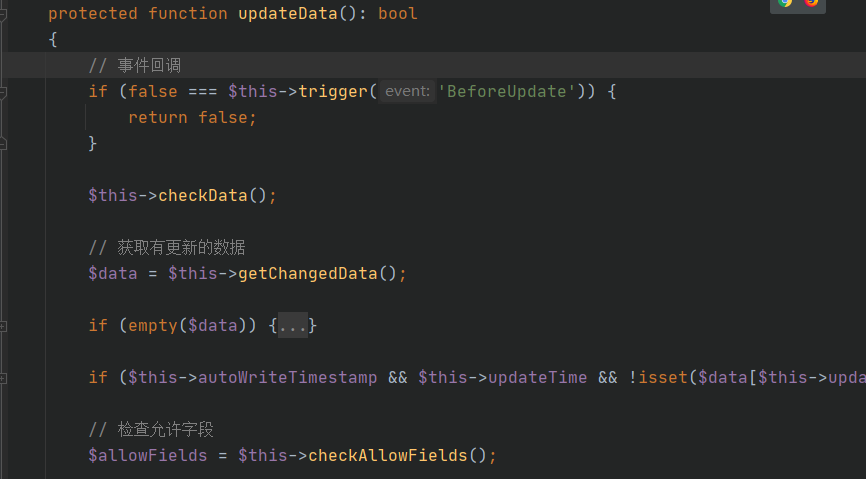 protected function updateData(): bool
{
// 事件回调
if (false === $this->trigger( event: 'BeforeUpdate')) {
return false;
}
$this->checkData();
// 获取有更新的数据
$data = $this->getChangedData();
if (empty($data)) {...}
if ($this->autoWriteTimestamp && $this->updateTime && !isset($data[$this->upda
// 检查允许字段
$allowFields = $this->checkAllowFields();